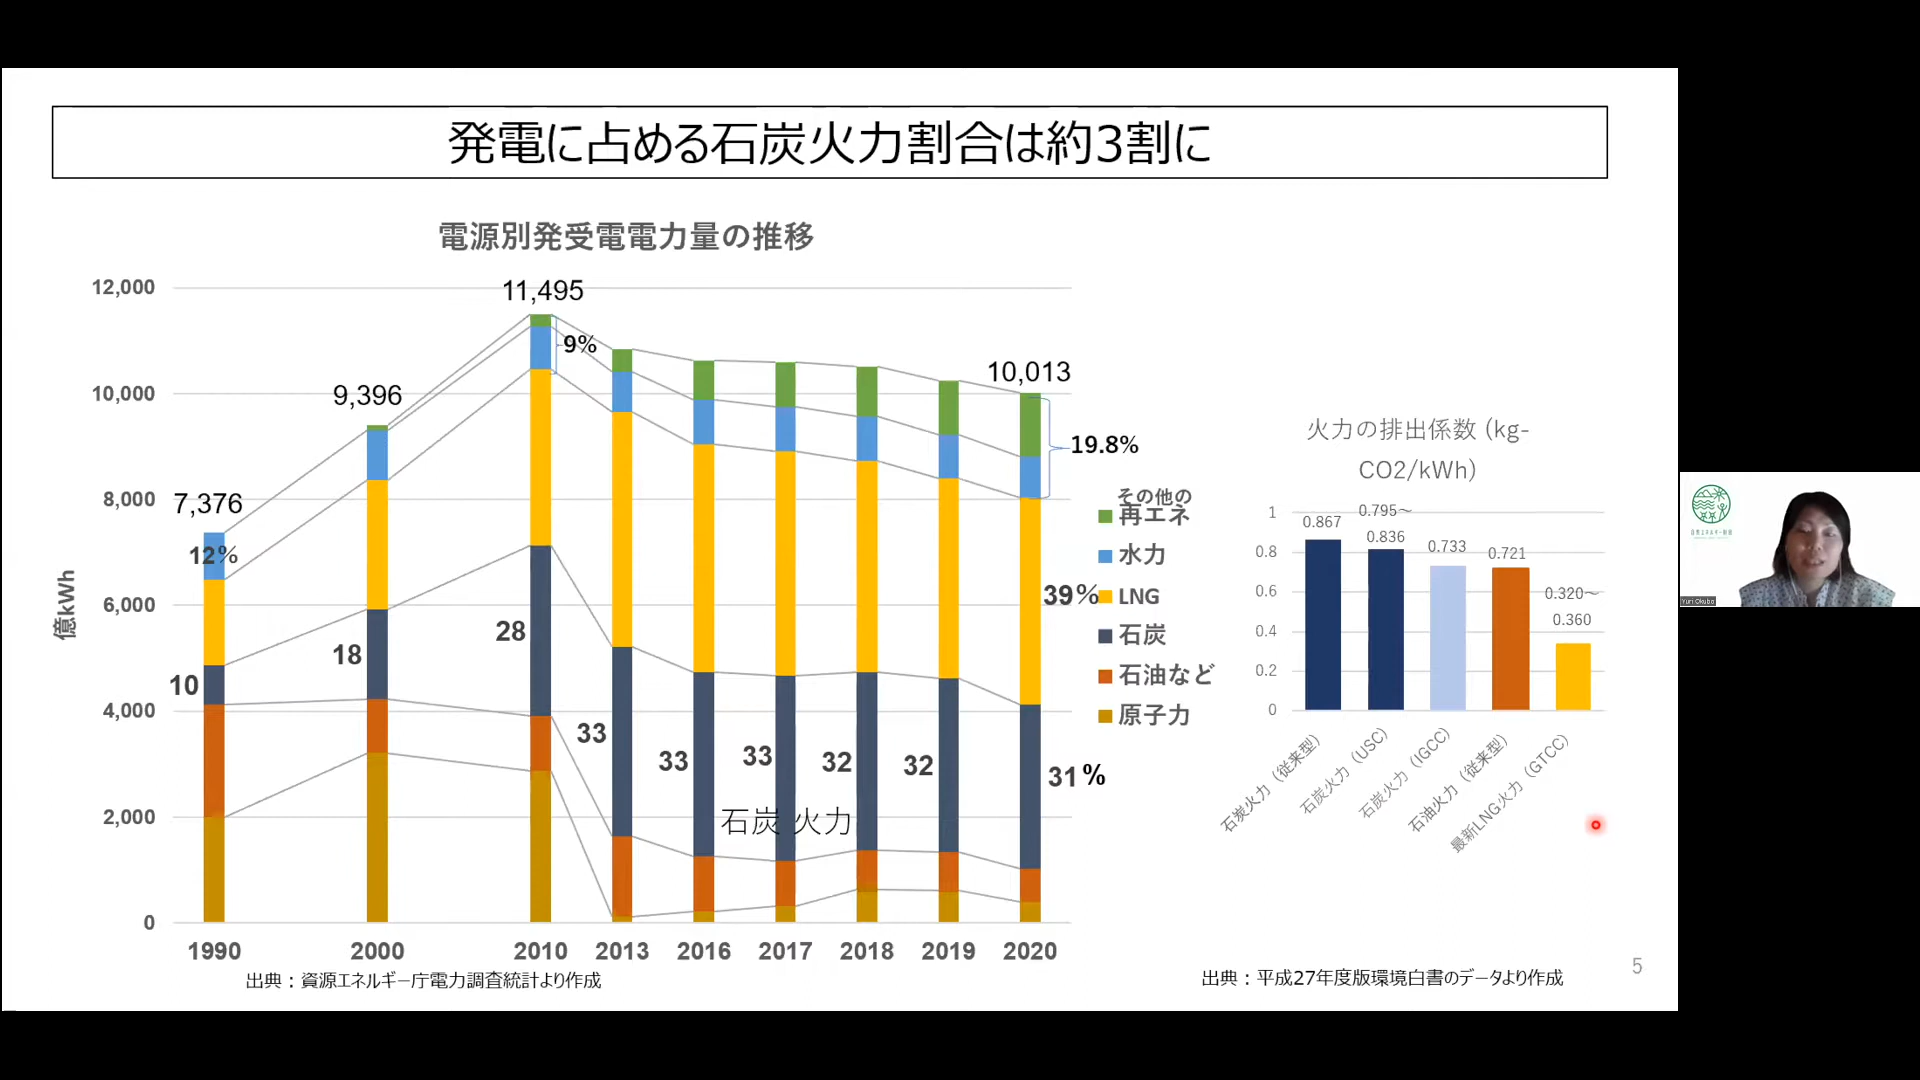 発電に占める石炭火力割合は約3割に
電源別発受電電力量の推移
億kWh
12,000
10,000
8,000
6,000
4,000
2,000
0
7,376
9,396
11,495
10,013
12%
9%
19.8%
39%
10
18
28
33
33
33
32
32
31%
石炭 火力
1990 2000 2010 2013 2016 2017 2018 2019 2020
その他の
再エネ
水力
LNG
石炭
石油など
原子力
出典：資源エネルギー庁電力調査統計より作成
火力の排出係数 (kg-
CO2/kWh)
1
0.8
0.6
0.4
0.2
0
0.867
0.795～
0.836
0.733
0.721
0.320～
0.360
石炭火力（従来型）
石炭火力（USC）
石炭火力（IGCC）
石油火力（従来型）
最新LNG火力（GTCC）
出典：平成27年度版環境白書のデータより作成
5
Yuri Okubo